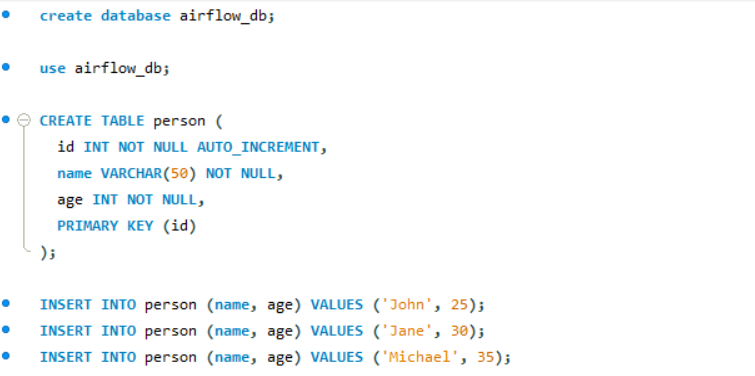 create database airflow_db;
use airflow_db;
CREATE TABLE person (
id INT NOT NULL AUTO_INCREMENT,
name VARCHAR(50) NOT NULL,
age INT NOT NULL,
PRIMARY KEY (id)
);
INSERT INTO person (name, age) VALUES ('John', 25);
INSERT INTO person (name, age) VALUES ('Jane', 30);
INSERT INTO person (name, age) VALUES ('Michael', 35);